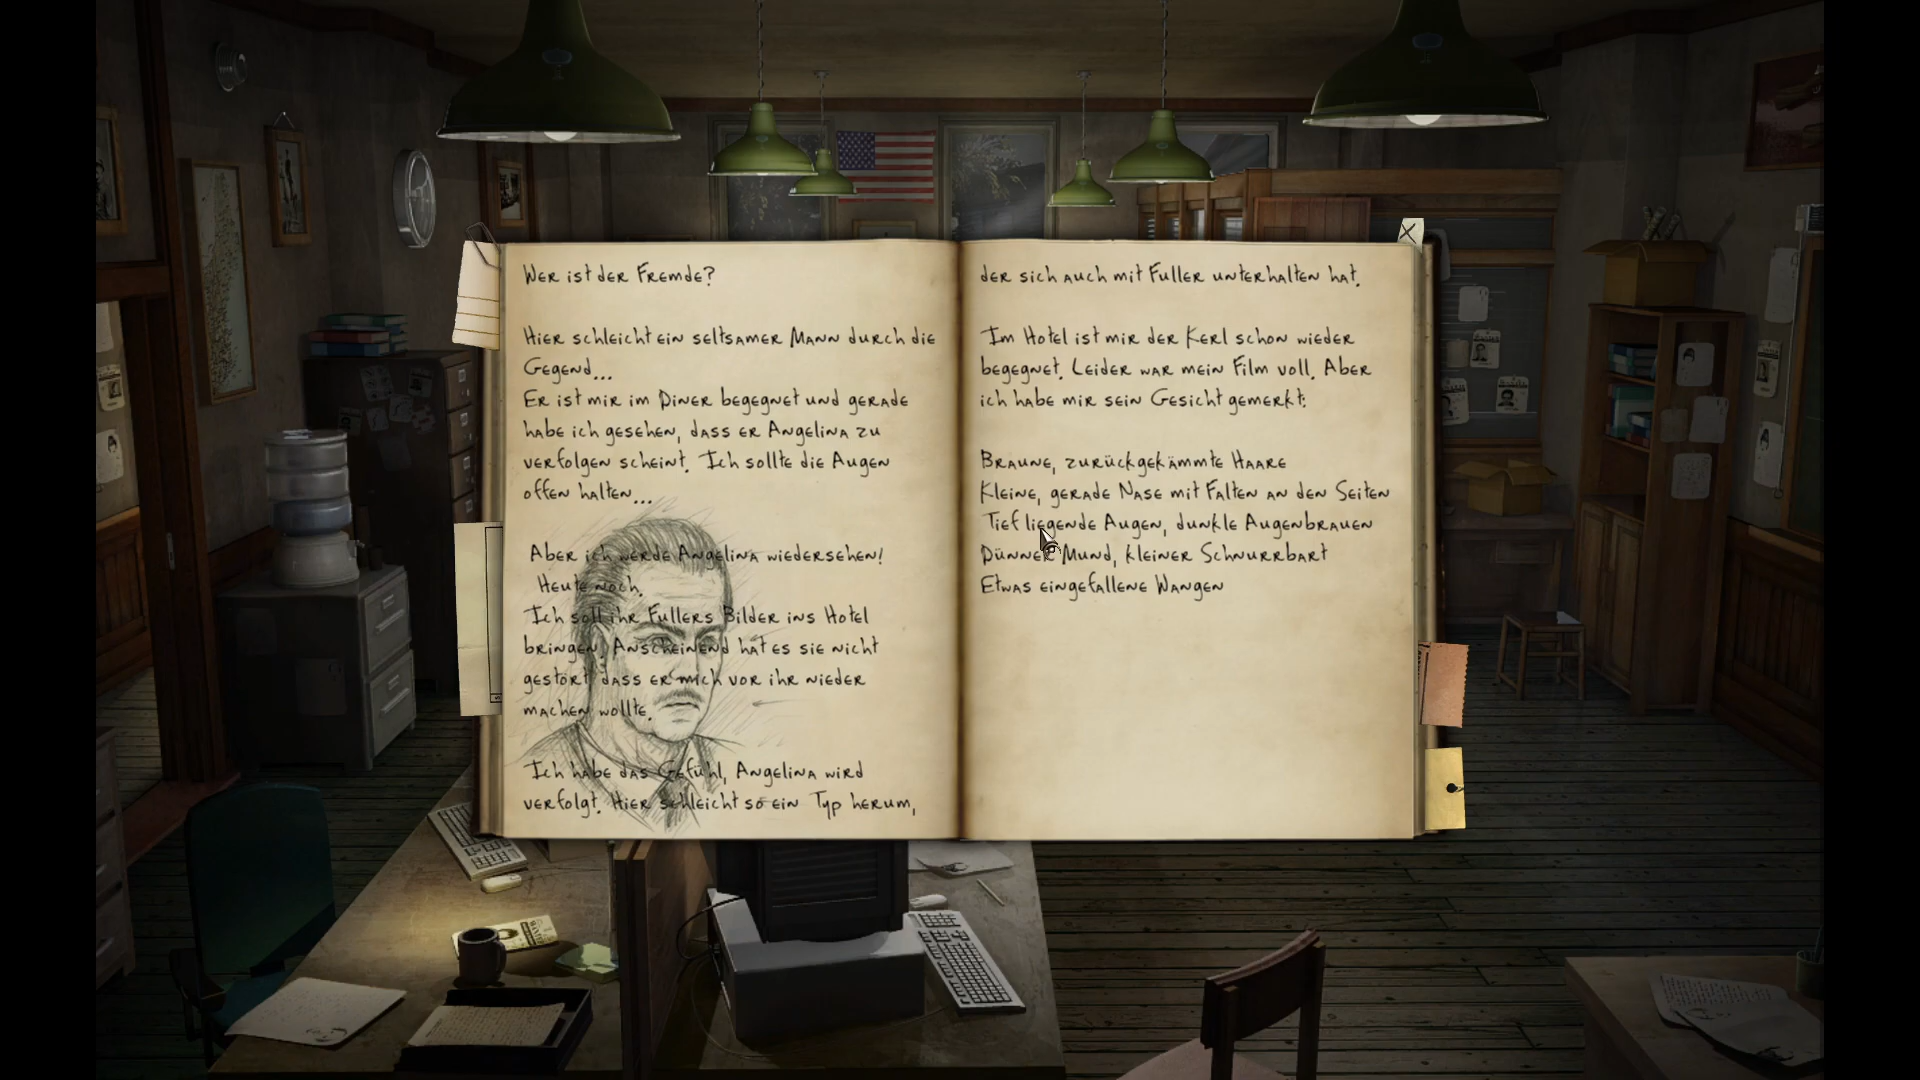 Wer ist der Fremde?
Hier schleicht ein seltsamer Mann durch die
Gegend...
Er ist mir im Diner begegnet und gerade
habe ich gesehen, dass er Angelina zu
verfolgen scheint. Ich sollte die Augen
offen halten...
Aber ich werde Angelina wiedersehen!
Heute noch.
Ich soll ihr Fullers Bilder ins Hotel
bringen. Anscheinend hat es sie nicht
gestört dass er mich vor ihr nieder
machen wollte.
Ich habe das Gefühl, Angelina wird
verfolgt. Hier schleicht so ein Typ herum,
der sich auch mit Fuller unterhalten hat.
Im Hotel ist mir der Kerl schon wieder
begegnet. Leider war mein Film voll. Aber
ich habe mir sein Gesicht gemerkt:
Braune, zurückgekämmte Haare
Kleine, gerade Nase mit Falten an den Seiten
Tief liegende Augen, dunkle Augenbrauen
Dünner Mund, kleiner Schnurrbart
Etwas eingefallene Wangen